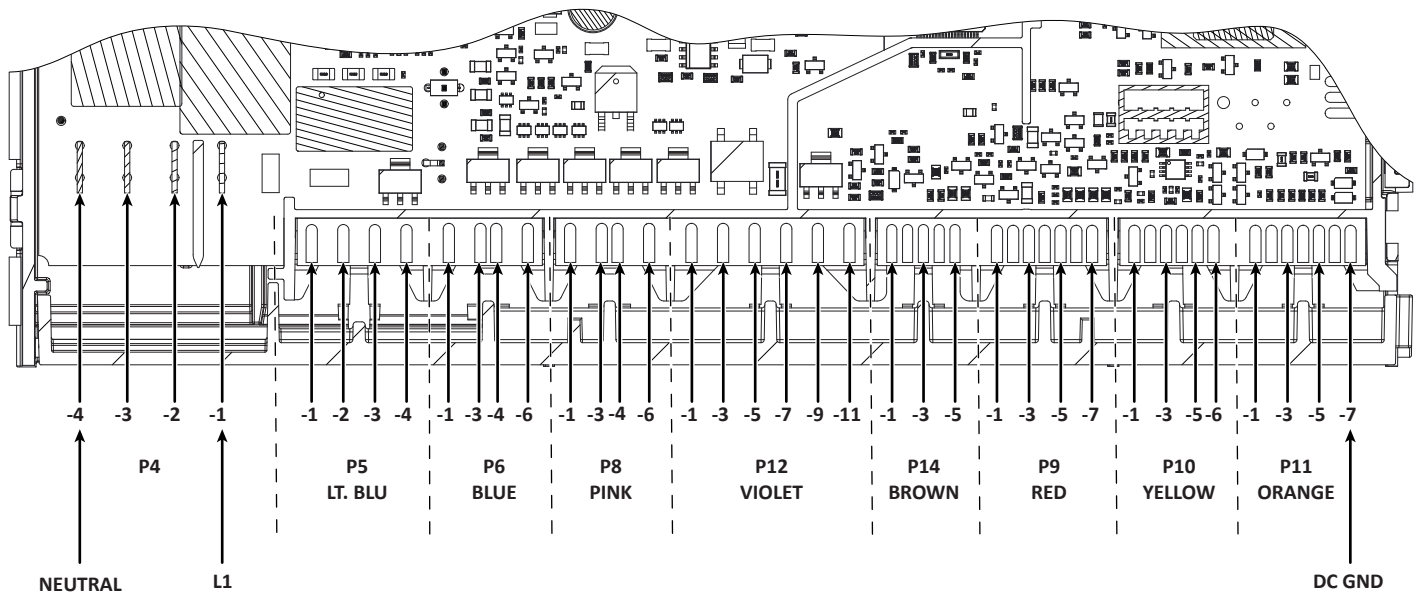 -4 -3 -2 -1 -1 -2 -3 -4 -1 -3 -4 -6 -1 -3 -4 -6 -1 -3 -5 -7 -9 -11 -1 -3 -5 -1 -3 -5 -7 -1 -3 -5 -6 -1 -3 -5 -7
P4 P5 P6 P8 P12 P14 P9 P10 P11
LT. BLU BLUE PINK VIOLET BROWN RED YELLOW ORANGE
NEUTRAL L1 DC GND